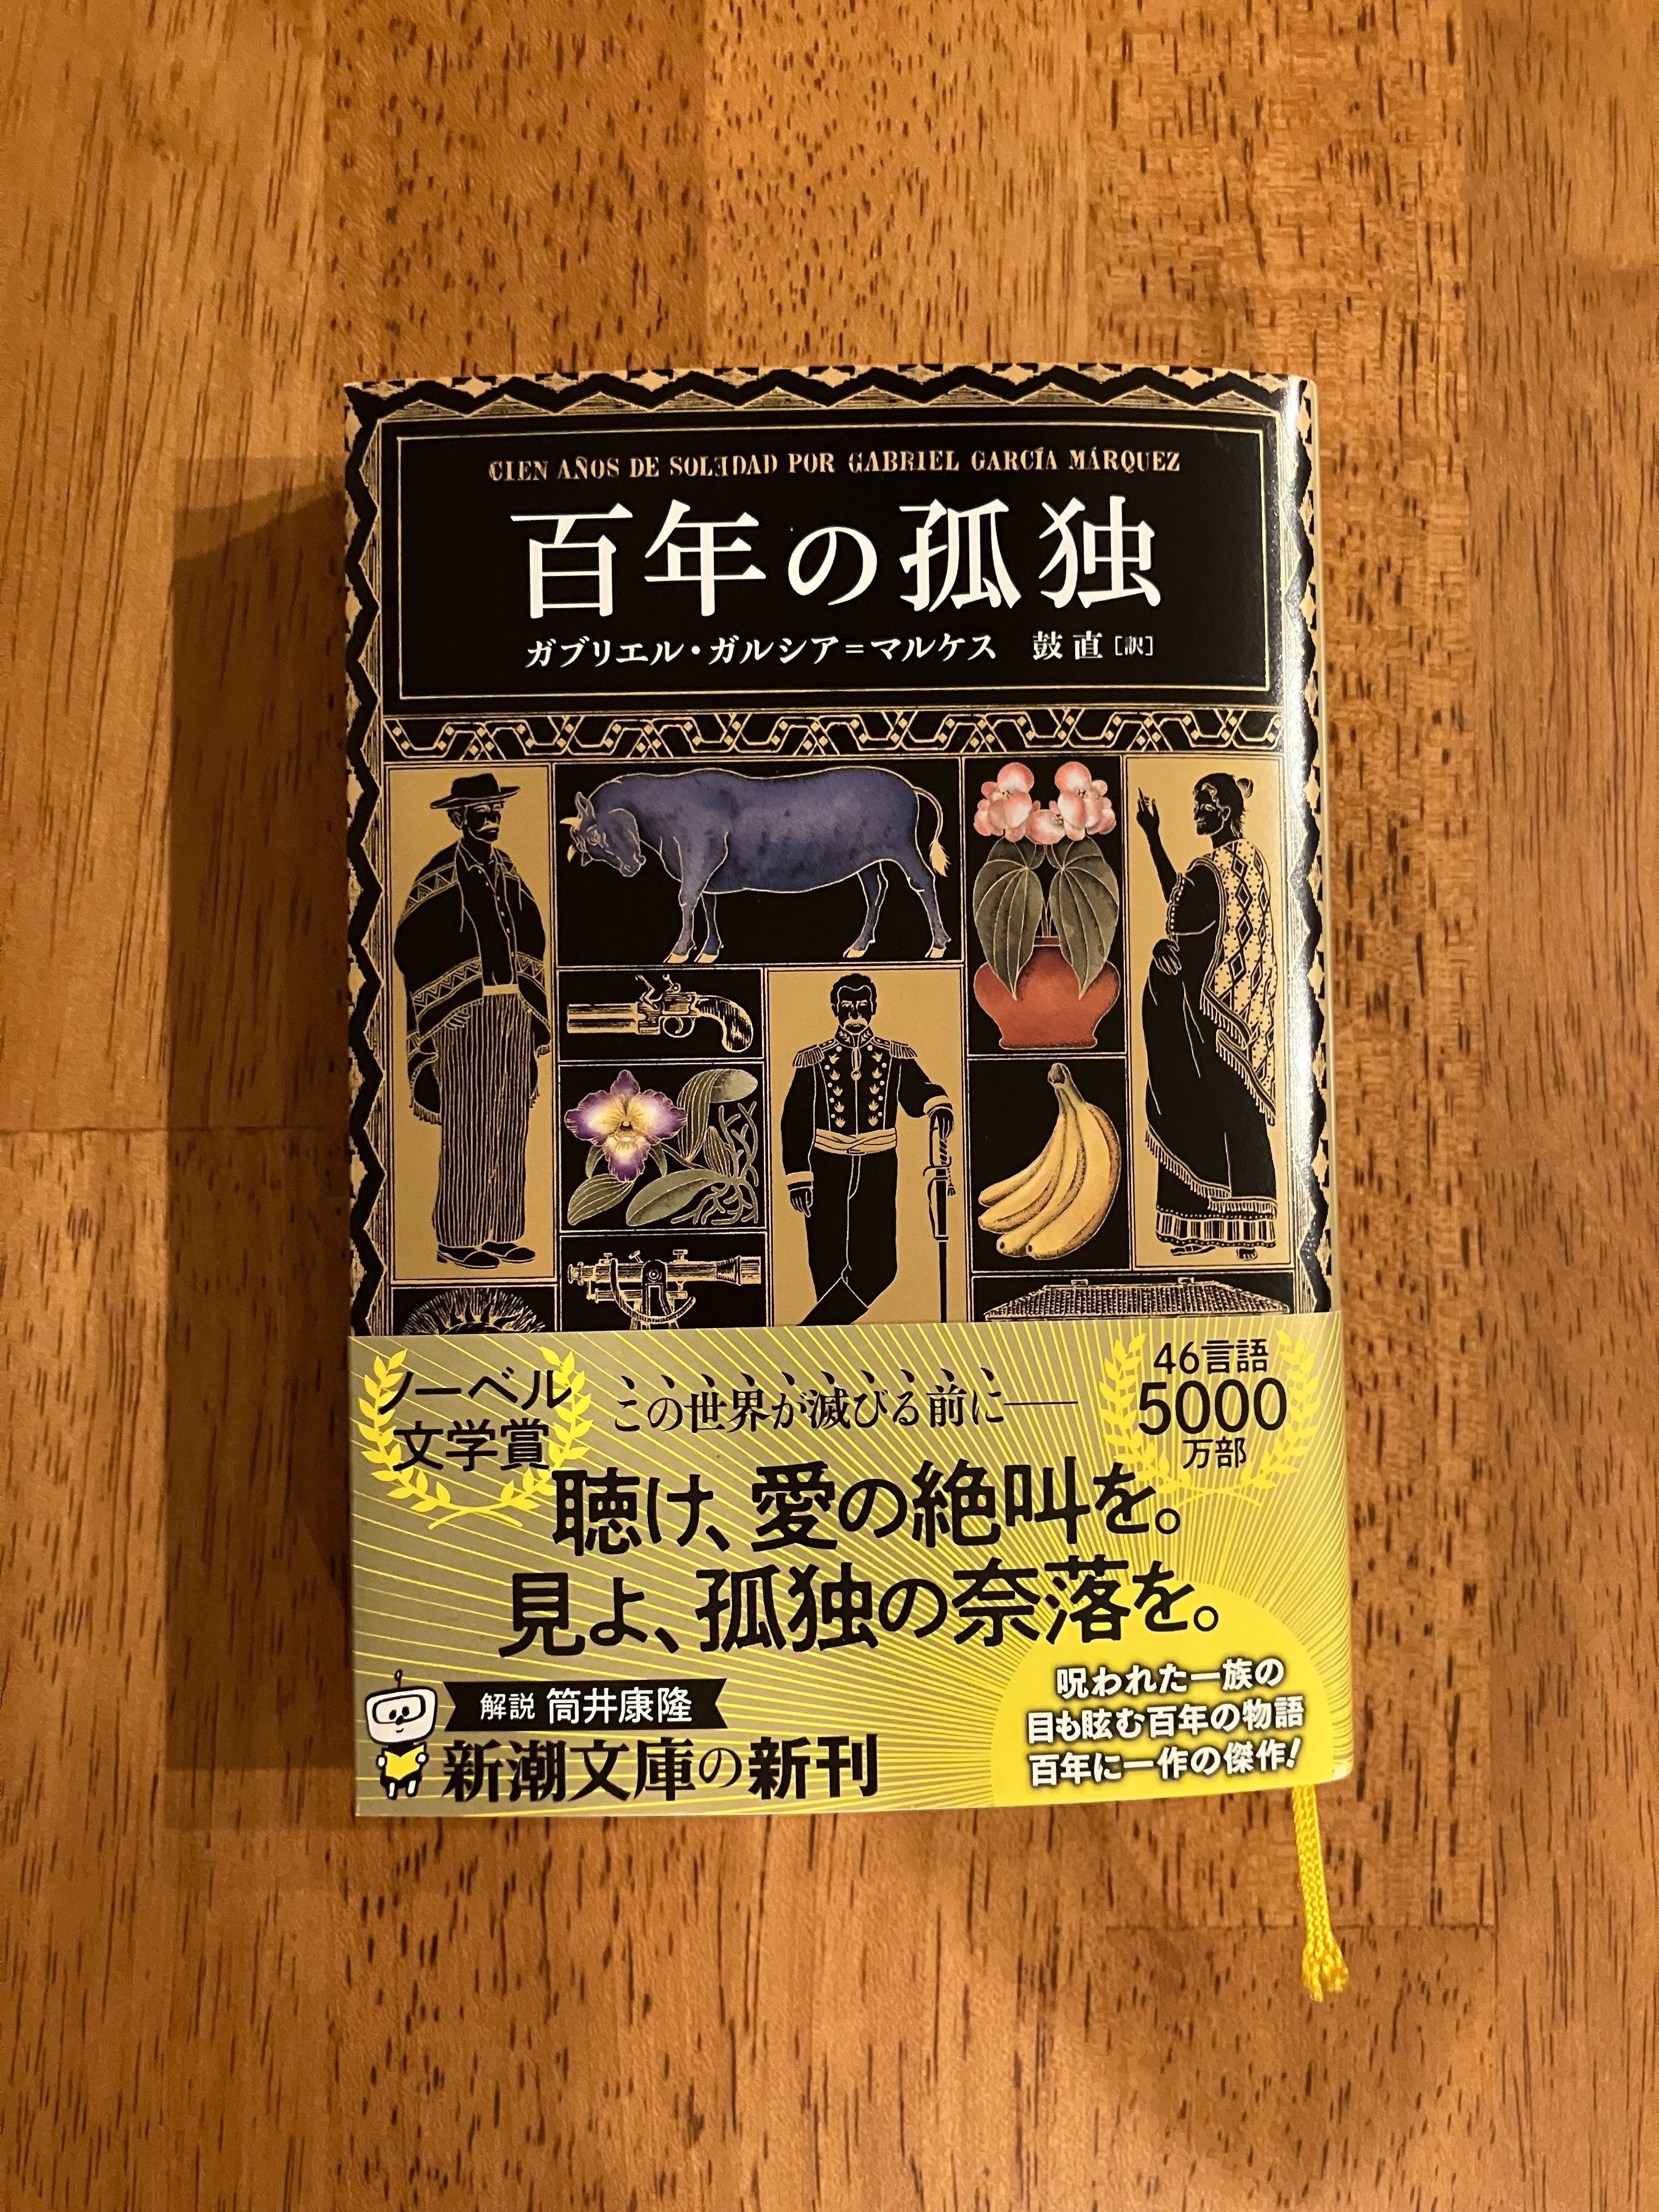 CIEN AÑOS DE SOLEDAD POR GABRIEL GARCÍA MÁRQUEZ
百年の孤独
ガブリエル・ガルシア=マルケス 鼓 直[訳]
ノーベル
文学賞
この世界が滅びる前に——
46言語
5000
万部
聴け、愛の絶叫を。
見よ、孤独の奈落を。
解説 筒井康隆
新潮文庫の新刊
呪われた一族の
目も眩む百年の物語
百年に一作の傑作!